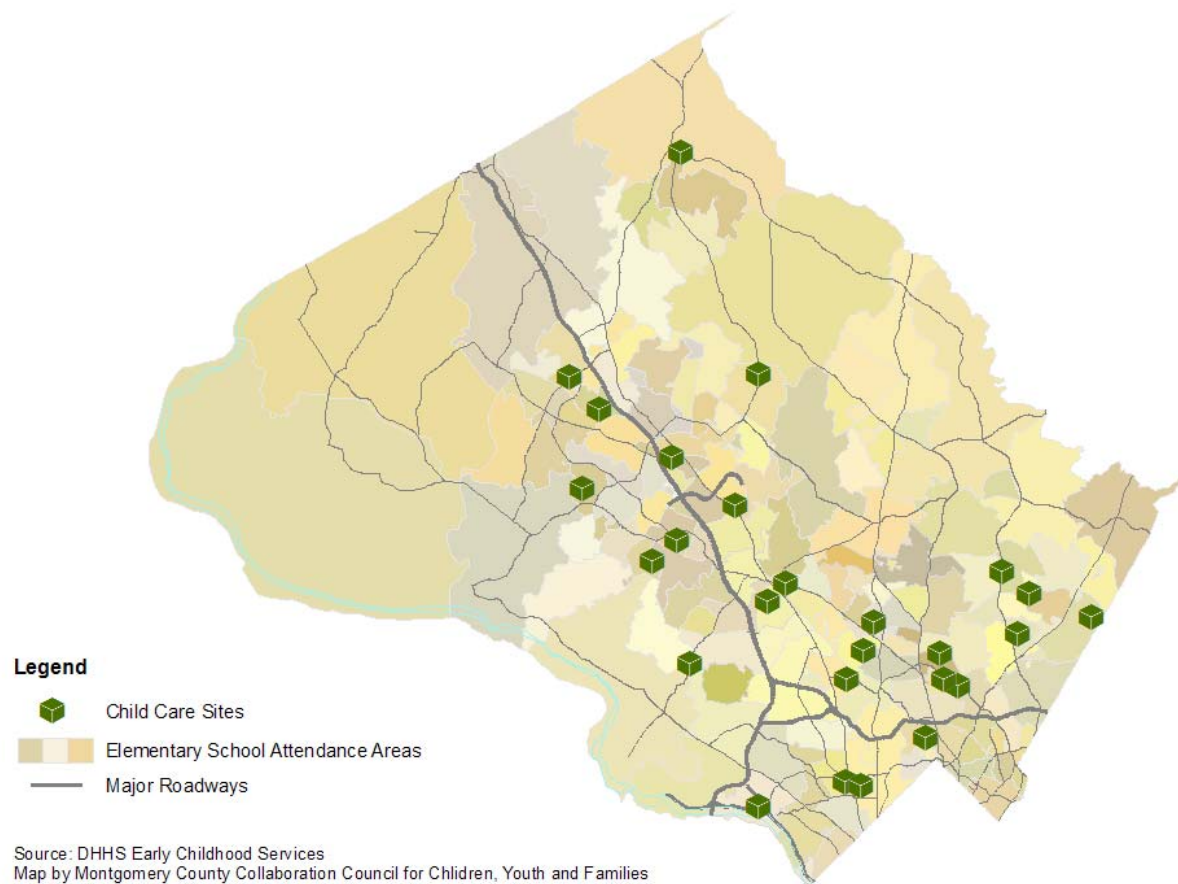 Legend
Child Care Sites
Elementary School Attendance Areas
Major Roadways
Source: DHHS Early Childhood Services
Map by Montgomery County Collaboration Council for Chlidren, Youth and Families